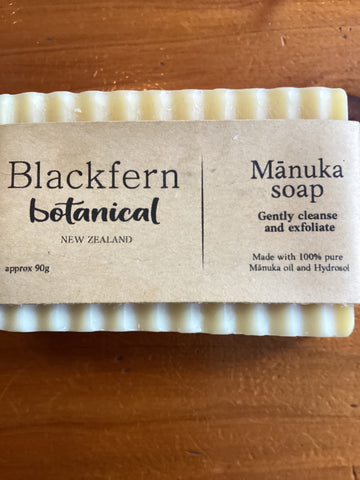 Blackfern
botanical
NEW ZEALAND
approx 90g
Mānuka
soap
Gently cleanse
and exfoliate
Made with 100% pure
Mānuka oil and Hydrosol